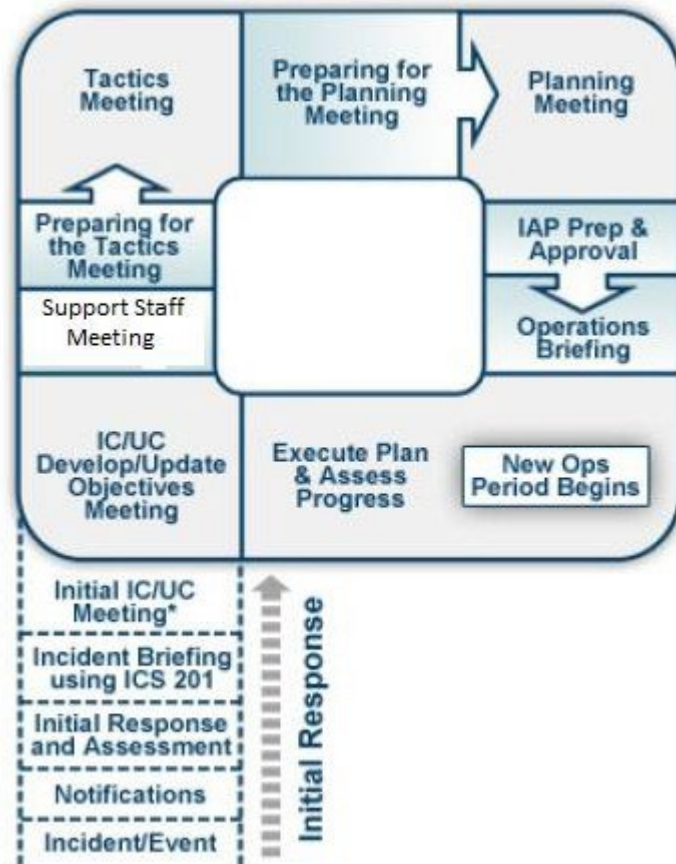 Tactics
Meeting
Preparing for
the Planning
Meeting
Planning
Meeting
Preparing for
the Tactics
Meeting
IAP Prep &
Approval
Support Staff
Meeting
Operations
Briefing
IC/UC
Develop/Update
Objectives
Meeting
Execute Plan
& Assess
Progress
New Ops
Period Begins
Initial IC/UC
Meeting*
Incident Briefing
using ICS 201
Initial Response
and Assessment
Notifications
Incident/Event
Initial Response